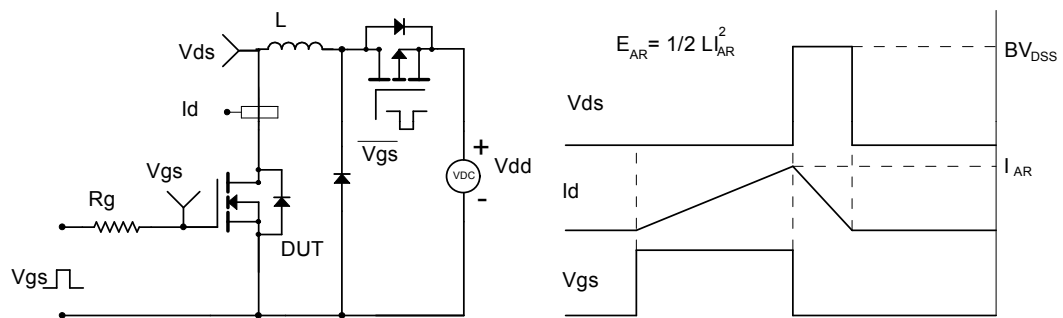 L
Vds
Id
Vgs
Vgs
+
VDC
Vdd
-
Rg
Vgs
DUT
E_AR = 1/2 LI_AR^2
BV_DSS
Vds
I_AR
Id
Vgs